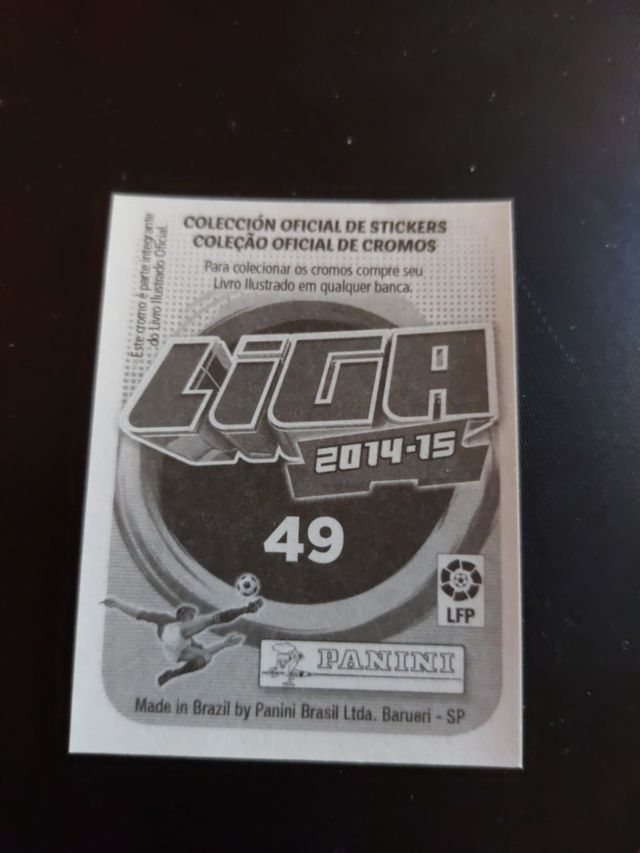 COLECCIÓN OFICIAL DE STICKERS
COLEÇÃO OFICIAL DE CROMOS
Para colecionar os cromos compre seu
Livro Ilustrado em qualquer banca.
Este cromo é parte integrante
do Livro Ilustrado Oficial.
LiGA
2014-15
49
LFP
PANINI
Made in Brazil by Panini Brasil Ltda. Barueri - SP